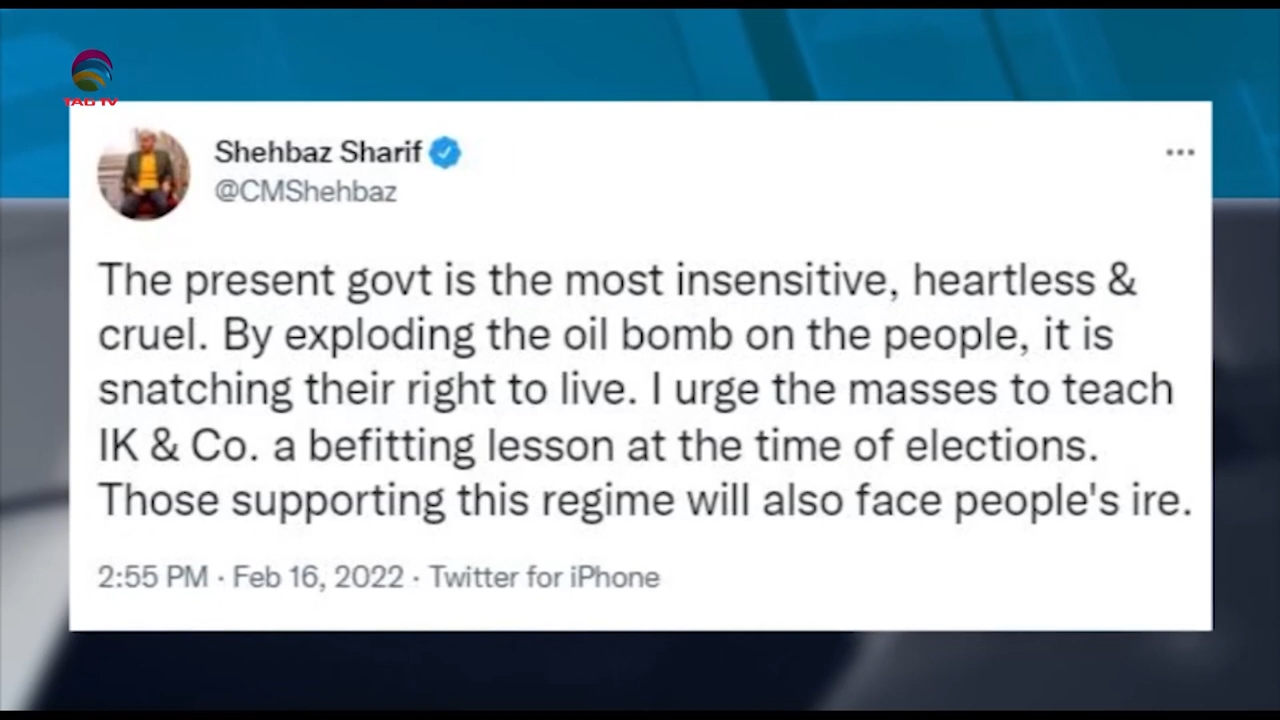 TAG TV
Shehbaz Sharif
@CMShehbaz
The present govt is the most insensitive, heartless &
cruel. By exploding the oil bomb on the people, it is
snatching their right to live. I urge the masses to teach
IK & Co. a befitting lesson at the time of elections.
Those supporting this regime will also face people's ire.
2:55 PM · Feb 16, 2022 · Twitter for iPhone